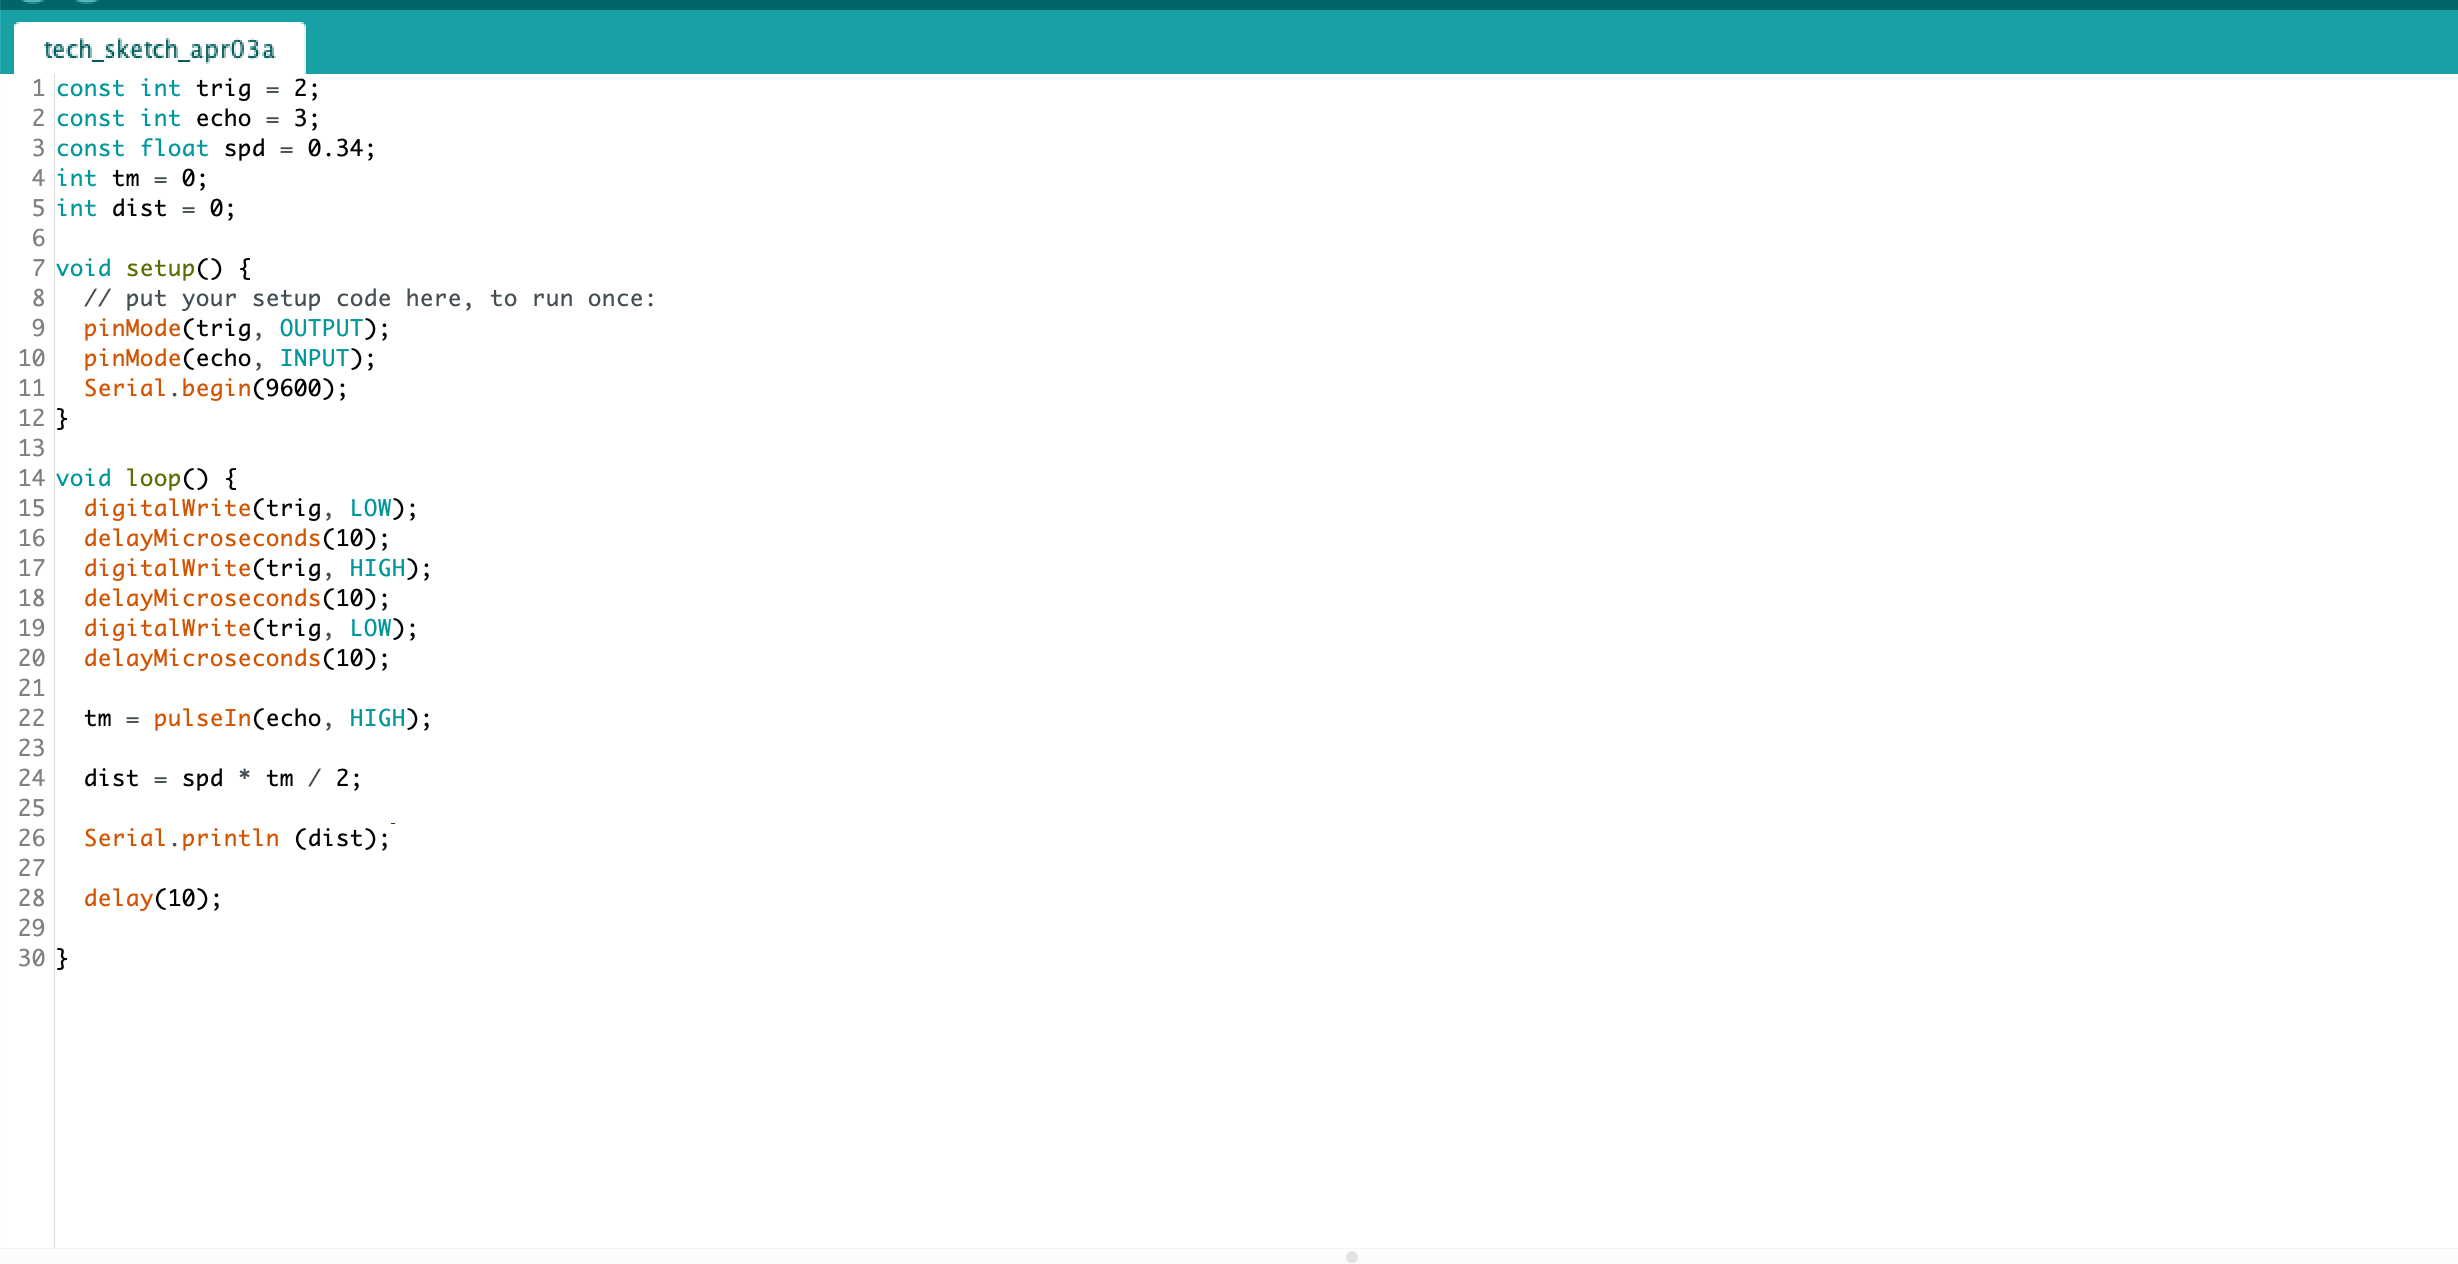 tech_sketch_apr03a
1 const int trig = 2;
2 const int echo = 3;
3 const float spd = 0.34;
4 int tm = 0;
5 int dist = 0;
6
7 void setup() {
8   // put your setup code here, to run once:
9   pinMode(trig, OUTPUT);
10   pinMode(echo, INPUT);
11   Serial.begin(9600);
12 }
13
14 void loop() {
15   digitalWrite(trig, LOW);
16   delayMicroseconds(10);
17   digitalWrite(trig, HIGH);
18   delayMicroseconds(10);
19   digitalWrite(trig, LOW);
20   delayMicroseconds(10);
21
22   tm = pulseIn(echo, HIGH);
23
24   dist = spd * tm / 2;
25
26   Serial.println (dist);
27
28   delay(10);
29
30 }